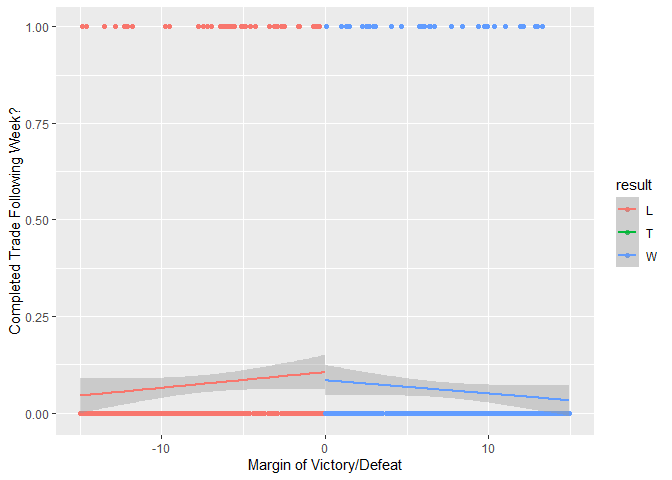 1.00
0.75
0.50
0.25
0.00
Completed Trade Following Week?
-10
0
10
Margin of Victory/Defeat
result
L
T
W